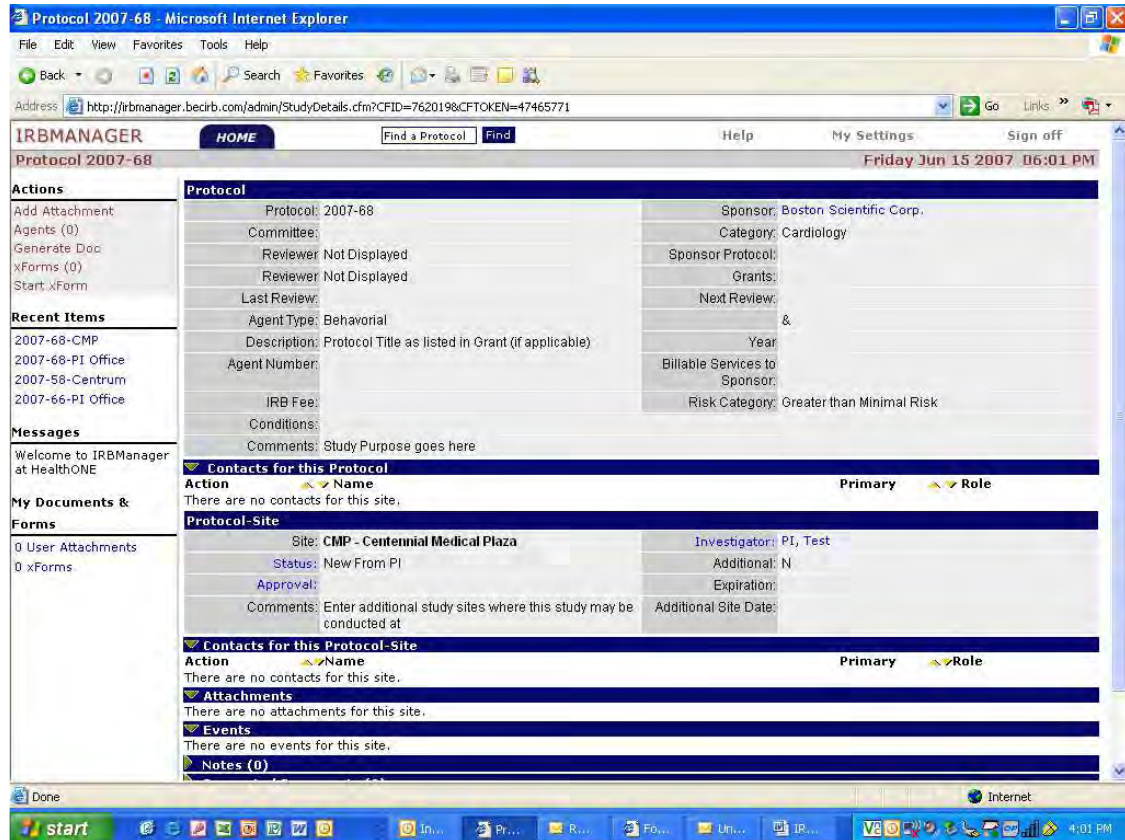 Protocol 2007-68 - Microsoft Internet Explorer
File Edit View Favorites Tools Help
Back Search Favorites
Address http://irbmanager.becirb.com/admin/StudyDetails.cfm?CFID=762019&CFTOKEN=47465771 Go Links »
IRBMANAGER HOME Find a Protocol Find Help My Settings Sign off
Protocol 2007-68 Friday Jun 15 2007 06:01 PM
Actions
Add Attachment
Agents (0)
Generate Doc
xForms (0)
Start xForm
Recent Items
2007-68-CMP
2007-68-PI Office
2007-58-Centrum
2007-66-PI Office
Messages
Welcome to IRBManager
at HealthONE
My Documents &
Forms
0 User Attachments
0 xForms
Protocol
Protocol: 2007-68 Sponsor: Boston Scientific Corp.
Committee: Category: Cardiology
Reviewer Not Displayed Sponsor Protocol:
Reviewer Not Displayed Grants:
Last Review: Next Review:
Agent Type: Behavorial &
Description: Protocol Title as listed in Grant (if applicable) Year
Agent Number: Billable Services to
Sponsor:
IRB Fee: Risk Category: Greater than Minimal Risk
Conditions:
Comments: Study Purpose goes here
Contacts for this Protocol
Action Name Primary Role
There are no contacts for this site.
Protocol-Site
Site: CMP - Centennial Medical Plaza Investigator: PI, Test
Status: New From PI Additional: N
Approval: Expiration:
Comments: Enter additional study sites where this study may be Additional Site Date:
conducted at
Contacts for this Protocol-Site
Action Name Primary Role
There are no contacts for this site.
Attachments
There are no attachments for this site.
Events
There are no events for this site.
Notes (0)
Done Internet
start In... Pr... R... Fo... Un... IR... 4:01 PM